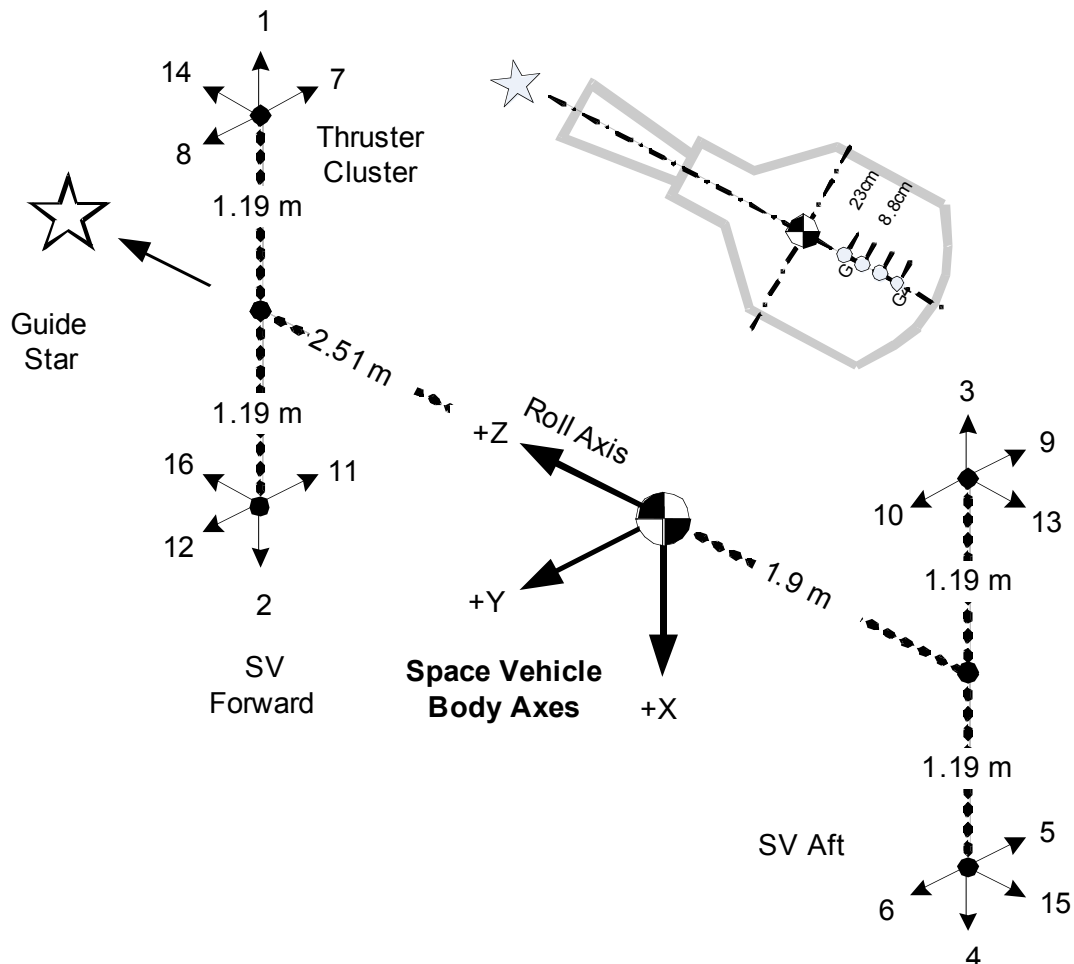 1
14
7
8
Thruster
Cluster
1.19 m
Guide
Star
2.51 m
1.19 m
16
11
12
2
SV
Forward
23cm
8.8cm
G
G4
+Z
Roll Axis
+Y
Space Vehicle
Body Axes
+X
1.9 m
3
9
10
13
1.19 m
1.19 m
SV Aft
5
6
15
4